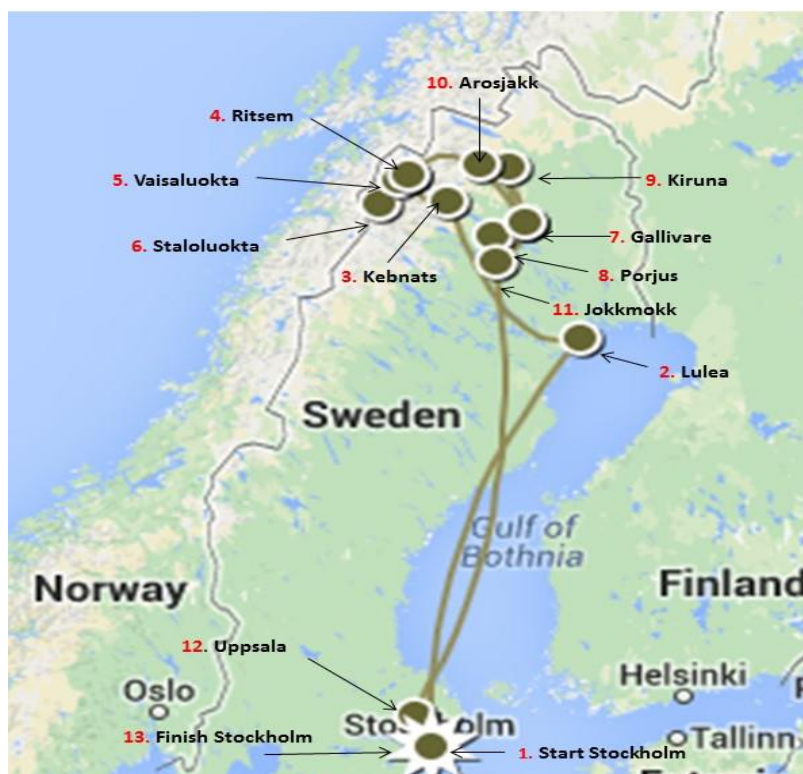 10. Arosjakk
4. Ritsem
5. Vaisaluokta
9. Kiruna
6. Staloluokta
7. Gallivare
3. Kebnats
8. Porjus
11. Jokkmokk
2. Lulea
Sweden
Gulf of
Bothnia
Norway
Finland
12. Uppsala
Helsinki
Oslo
Stockholm
13. Finish Stockholm
1. Start Stockholm
Tallinn